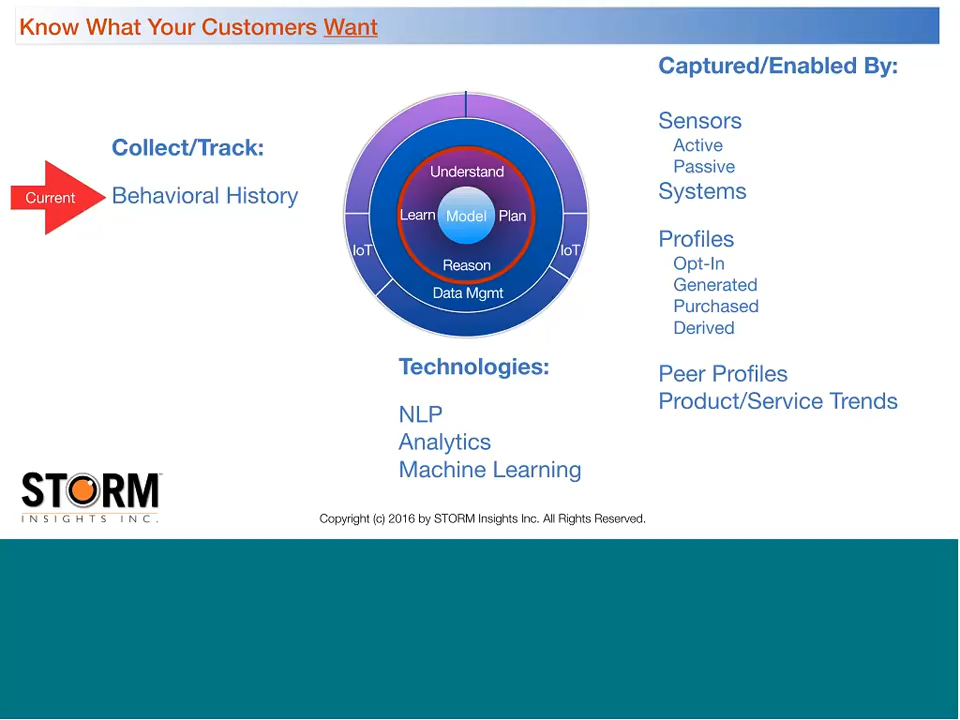 Know What Your Customers Want
Captured/Enabled By:
Sensors
Active
Passive
Systems
Profiles
Opt-In
Generated
Purchased
Derived
Peer Profiles
Product/Service Trends
Collect/Track:
Current
Behavioral History
Understand
Learn
Model
Plan
Reason
IoT
IoT
Data Mgmt
Technologies:
NLP
Analytics
Machine Learning
STORM
INSIGHTS INC.
Copyright (c) 2016 by STORM Insights Inc. All Rights Reserved.